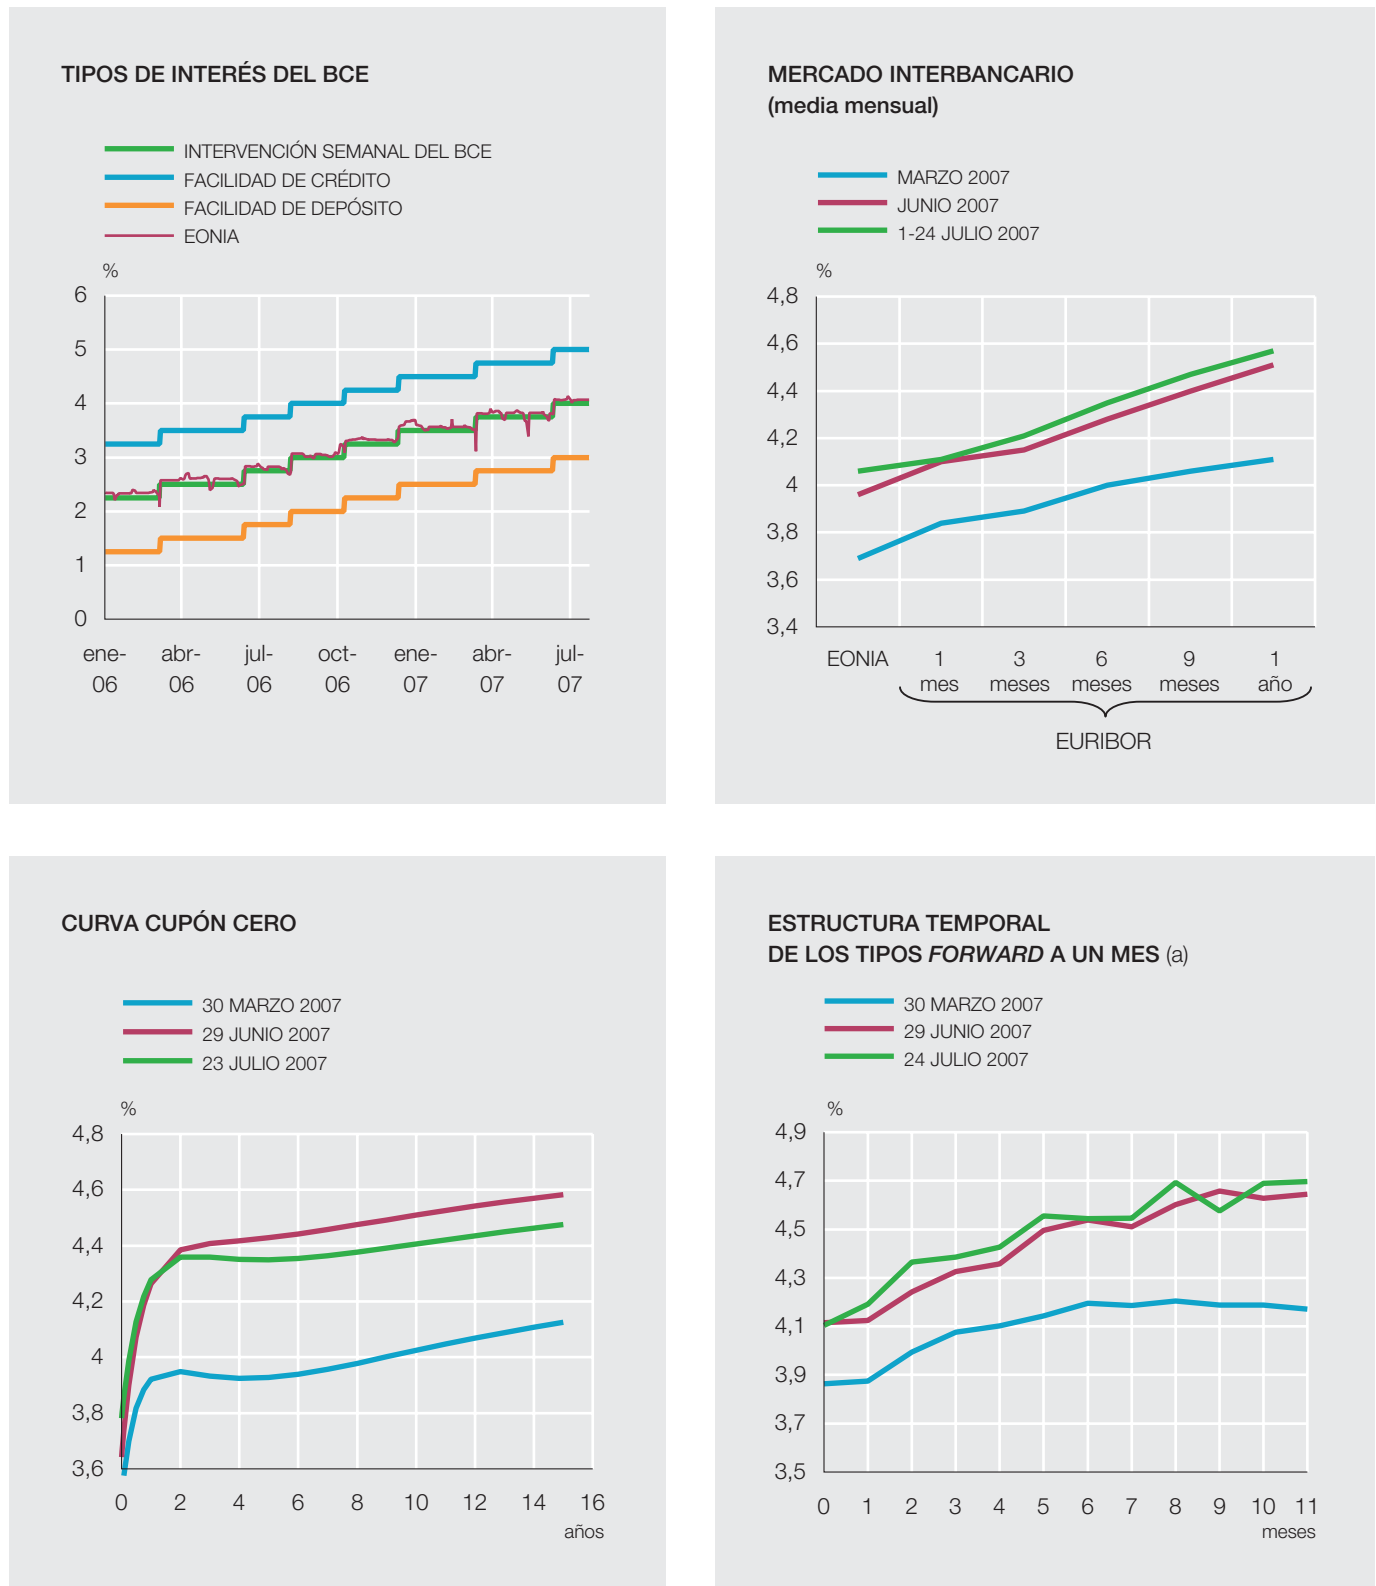 TIPOS DE INTERÉS DEL BCE
INTERVENCIÓN SEMANAL DEL BCE
FACILIDAD DE CRÉDITO
FACILIDAD DE DEPÓSITO
EONIA
%
6
5
4
3
2
1
0
ene-06
abr-06
jul-06
oct-06
ene-07
abr-07
jul-07
MERCADO INTERBANCARIO
(media mensual)
MARZO 2007
JUNIO 2007
1-24 JULIO 2007
%
4,8
4,6
4,4
4,2
4
3,8
3,6
3,4
EONIA
1 mes
3 meses
6 meses
9 meses
1 año
EURIBOR
CURVA CUPÓN CERO
30 MARZO 2007
29 JUNIO 2007
23 JULIO 2007
%
4,8
4,6
4,4
4,2
4
3,8
3,6
0 2 4 6 8 10 12 14 16
años
ESTRUCTURA TEMPORAL
DE LOS TIPOS FORWARD A UN MES (a)
30 MARZO 2007
29 JUNIO 2007
24 JULIO 2007
%
4,9
4,7
4,5
4,3
4,1
3,9
3,7
3,5
0 1 2 3 4 5 6 7 8 9 10 11
meses